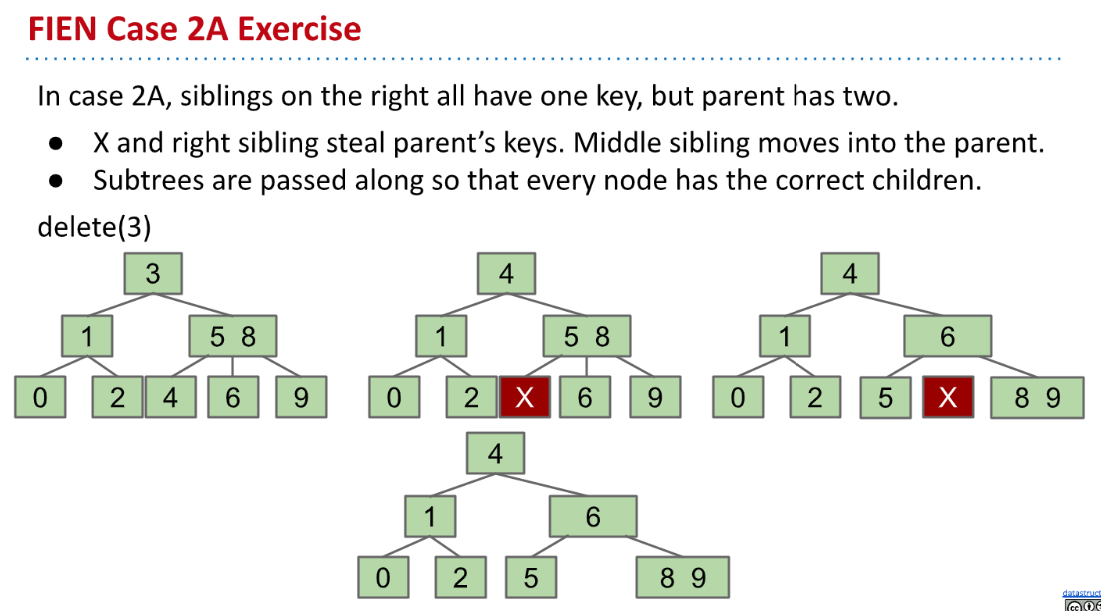 FIEN Case 2A Exercise
In case 2A, siblings on the right all have one key, but parent has two.
● X and right sibling steal parent’s keys. Middle sibling moves into the parent.
● Subtrees are passed along so that every node has the correct children.
delete(3)
3 4 4
1 5 8 1 5 8 1 6
0 2 4 6 9 0 2 X 6 9 0 2 5 X 8 9
4
1 6
0 2 5 8 9
datastruct